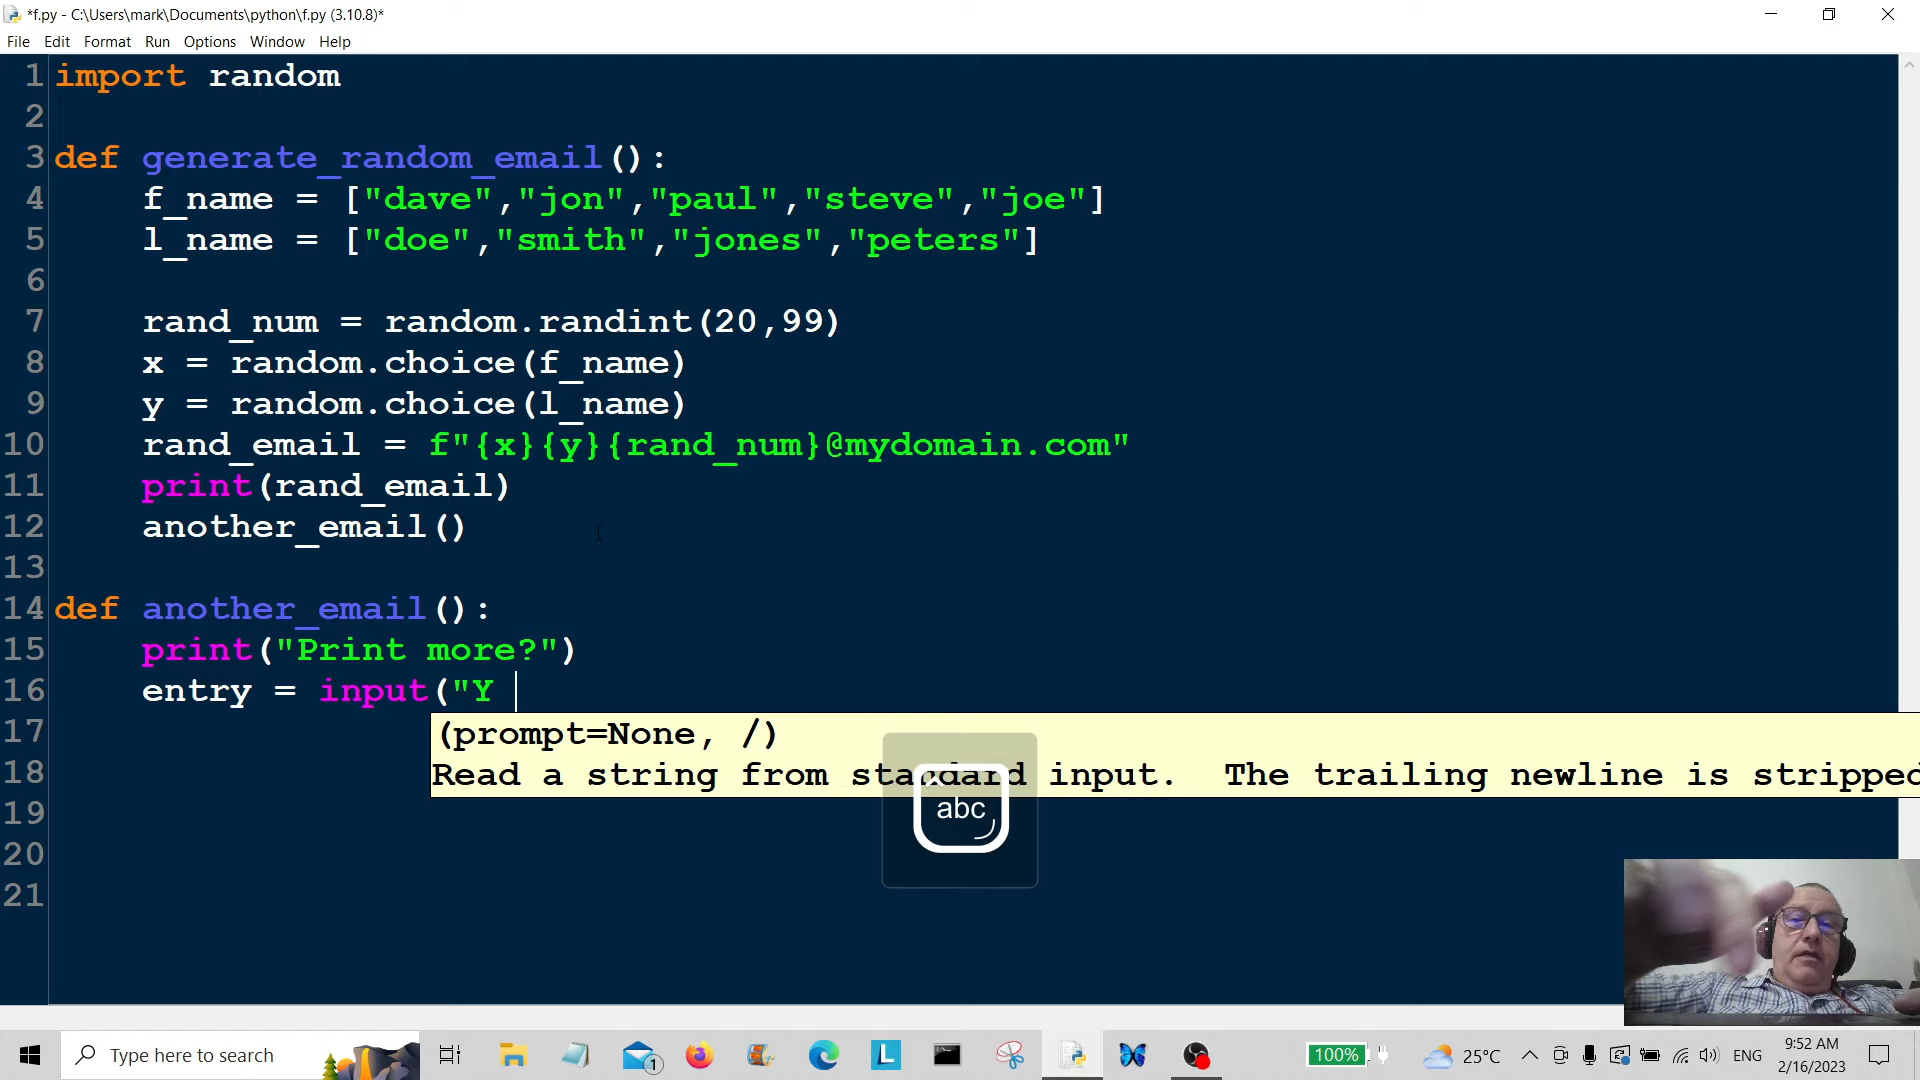 *f.py - C:\Users\mark\Documents\python\f.py (3.10.8)*
File Edit Format Run Options Window Help
1 import random
2
3 def generate_random_email():
4 f_name = ["dave","jon","paul","steve","joe"]
5 l_name = ["doe","smith","jones","peters"]
6
7 rand_num = random.randint(20,99)
8 x = random.choice(f_name)
9 y = random.choice(l_name)
10 rand_email = f"{x}{y}{rand_num}@mydomain.com"
11 print(rand_email)
12 another_email()
13
14 def another_email():
15 print("Print more?")
16 entry = input("Y
17 (prompt=None, /)
18 Read a string from standard input.  The trailing newline is stripped
abc
19
20
21
Type here to search
1
L
100%
25°C
ENG
9:52 AM
2/16/2023